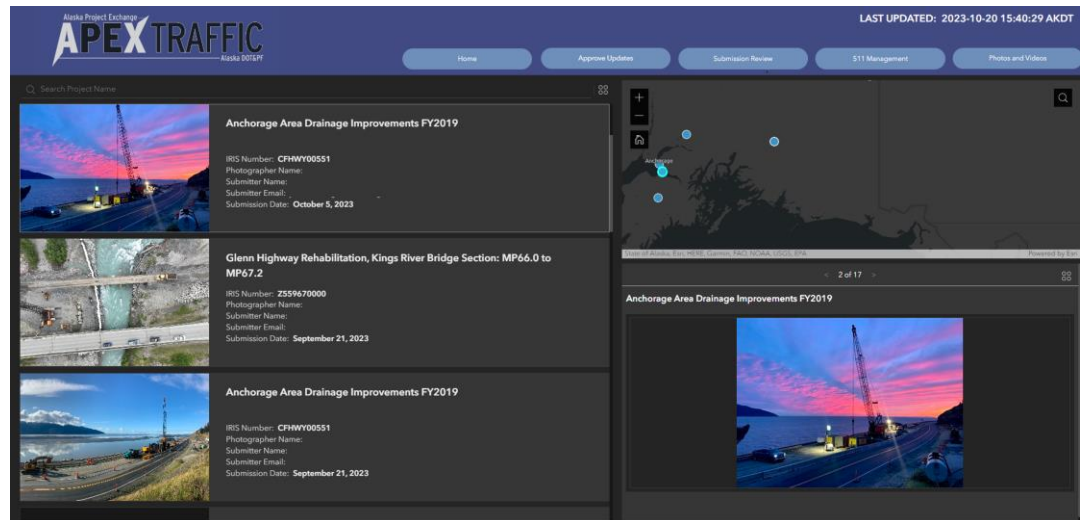 Alaska Project Exchange
APEX TRAFFIC
Alaska DOT&PF
LAST UPDATED: 2023-10-20 15:40:29 AKDT
Home
Approve Updates
Submission Review
511 Management
Photos and Videos
Search Project Name
Anchorage Area Drainage Improvements FY2019
IRIS Number: CFHWY00551
Photographer Name:
Submitter Name:
Submitter Email:
Submission Date: October 5, 2023
Glenn Highway Rehabilitation, Kings River Bridge Section: MP66.0 to
MP67.2
IRIS Number: Z559670000
Photographer Name:
Submitter Name:
Submitter Email:
Submission Date: September 21, 2023
Anchorage Area Drainage Improvements FY2019
IRIS Number: CFHWY00551
Photographer Name:
Submitter Name:
Submitter Email:
Submission Date: September 21, 2023
Anchorage
State of Alaska, Esri, HERE, Garmin, FAO, NOAA, USGS, EPA
Powered by Esri
< 2 of 17 >
Anchorage Area Drainage Improvements FY2019